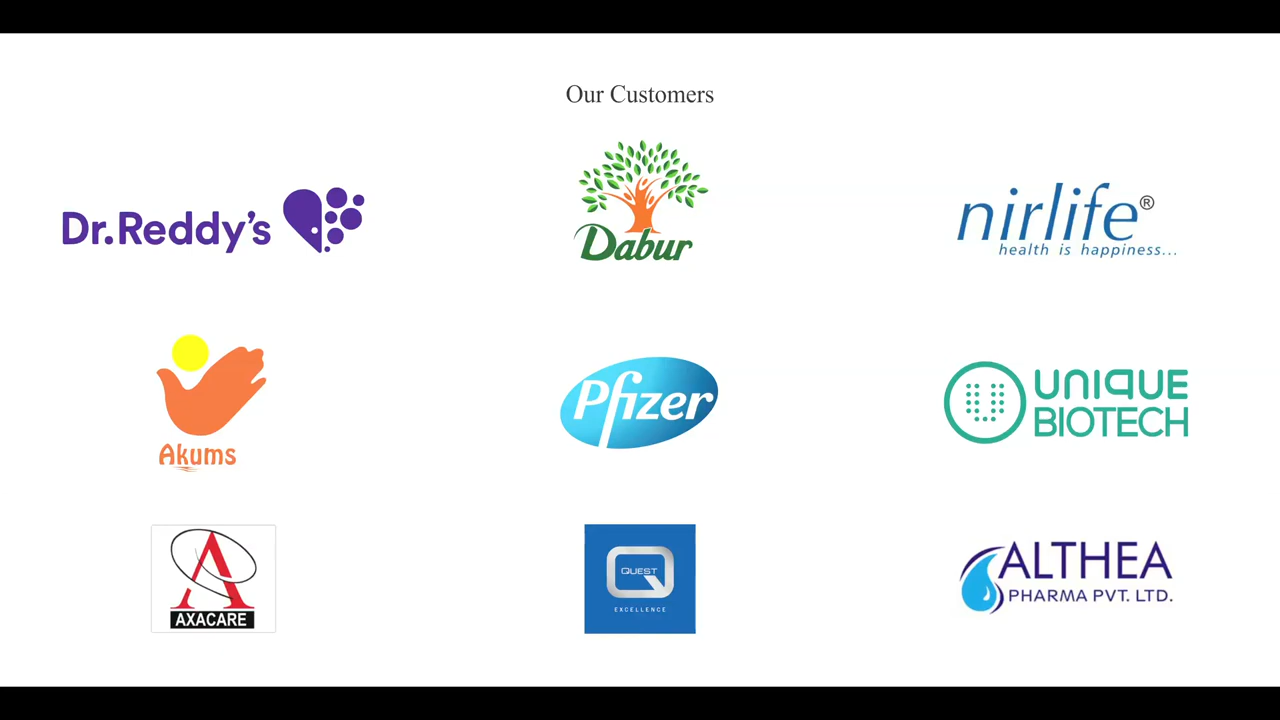 Our Customers
Dr.Reddy's
Dabur
nirlife®
health is happiness...
Akums
Pfizer
UNIQUE
BIOTECH
AXACARE
QUEST
EXCELLENCE
ALTHEA
PHARMA PVT. LTD.